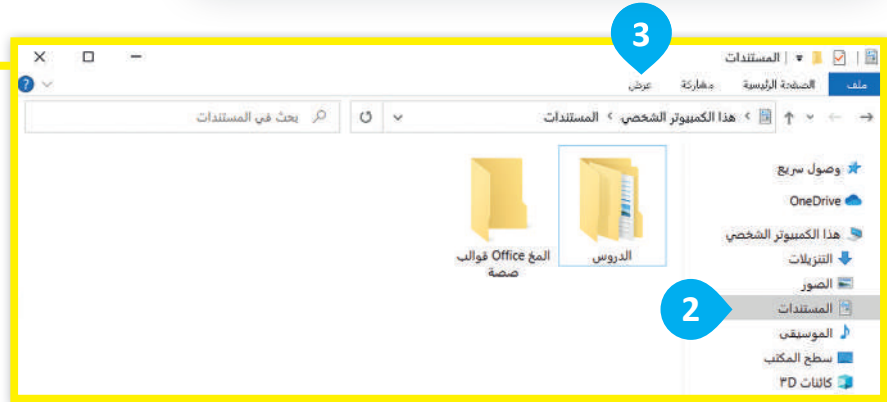 3
المستندات
ملف الصفحة الرئيسية مشاركة عرض
هذا الكمبيوتر الشخصي > المستندات
بحث في المستندات
وصول سريع
OneDrive
هذا الكمبيوتر الشخصي
التنزيلات
الصور
المستندات
2
الموسيقى
سطح المكتب
كائنات ٣D
الدروس
قوالب Office المخ
صصة